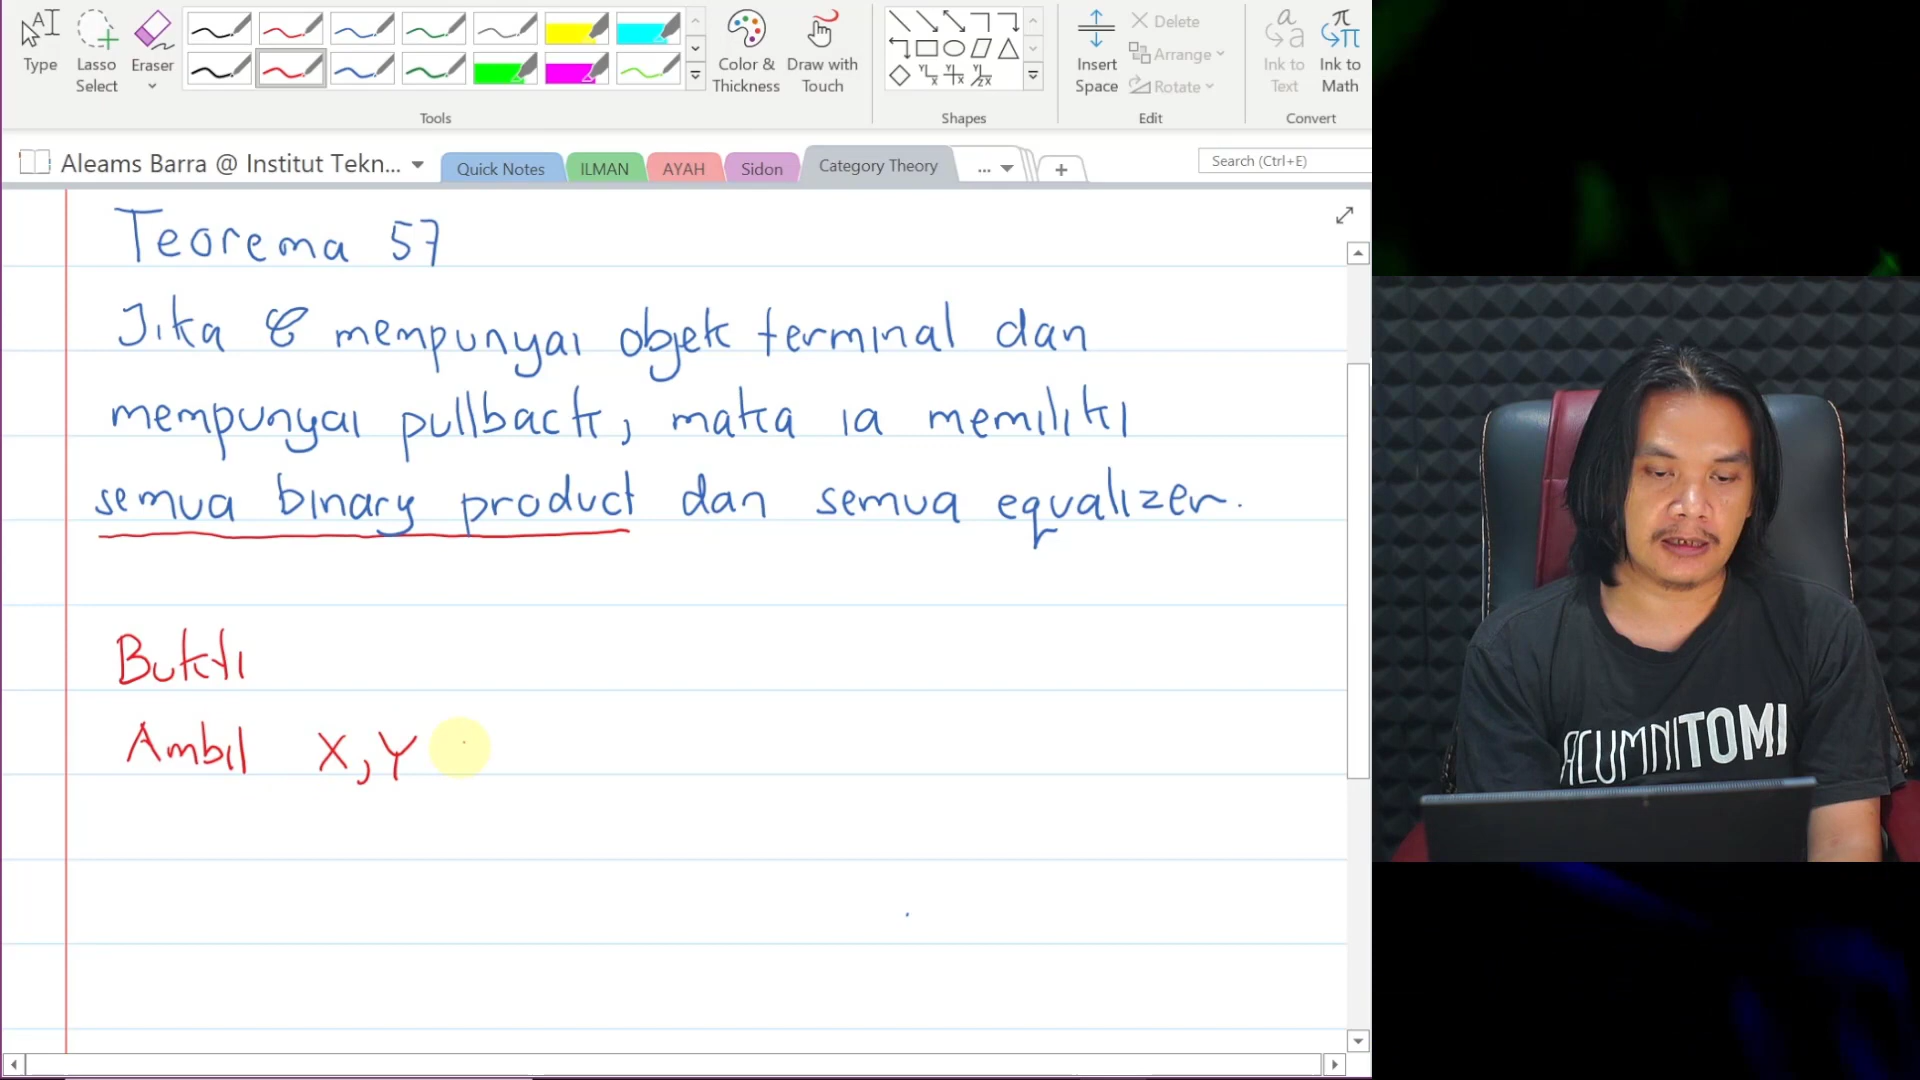 Type
Lasso Select
Eraser
Color & Thickness
Draw with Touch
Insert Space
Delete
Arrange
Rotate
Ink to Text
Ink to Math
Tools
Shapes
Edit
Convert
Aleams Barra @ Institut Tekn...
Quick Notes
ILMAN
AYAH
Sidon
Category Theory
...
Search (Ctrl+E)
Teorema 57
Jika C mempunyai objek terminal dan
mempunyai pullback, maka ia memiliki
semua binary product dan semua equalizer.
Bukti
Ambil X, Y
ACUMNITOMI